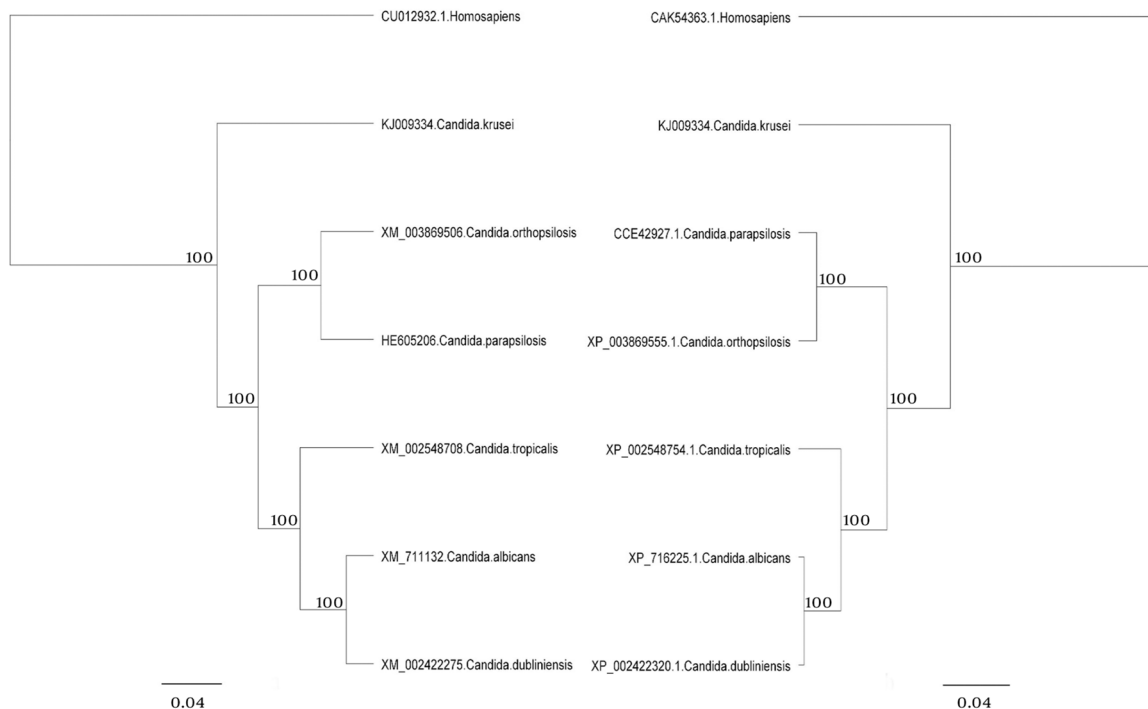 CU012932.1.Homosapiens
CAK54363.1.Homosapiens
KJ009334.Candida.krusei
KJ009334.Candida.krusei
XM_003869506.Candida.orthopsilosis
CCE42927.1.Candida.parapsilosis
100
100
100
100
HE605206.Candida.parapsilosis
XP_003869555.1.Candida.orthopsilosis
100
100
XM_002548708.Candida.tropicalis
XP_002548754.1.Candida.tropicalis
100
100
XM_711132.Candida.albicans
XP_716225.1.Candida.albicans
100
100
XM_002422275.Candida.dubliniensis
XP_002422320.1.Candida.dubliniensis
0.04
0.04